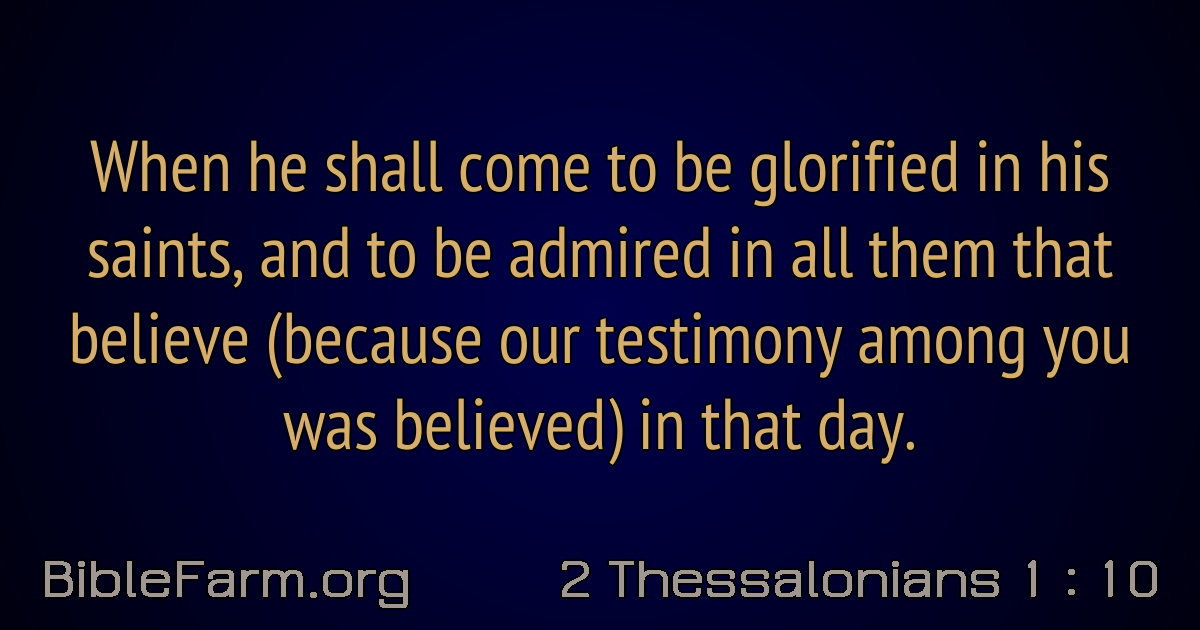 When he shall come to be glorified in his
saints, and to be admired in all them that
believe (because our testimony among you
was believed) in that day.
BibleFarm.org
2 Thessalonians 1 : 10